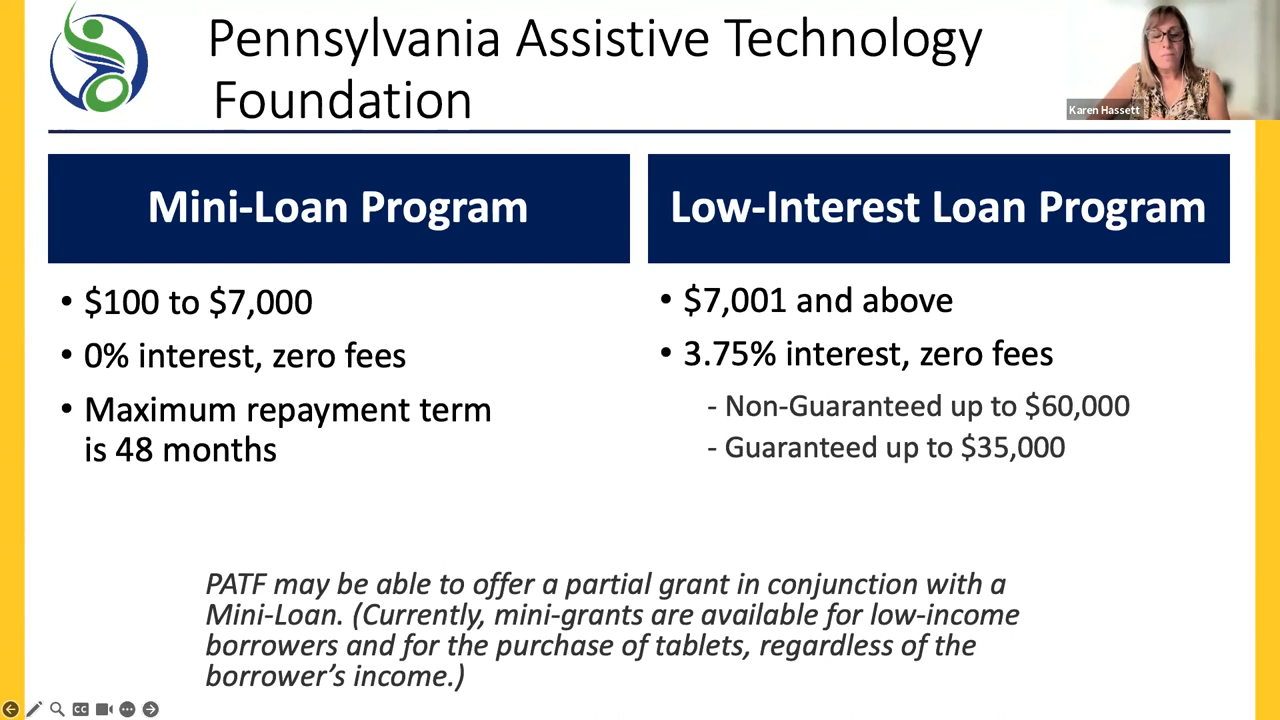 Pennsylvania Assistive Technology
Foundation
Karen Hassett
Mini-Loan Program
• $100 to $7,000
• 0% interest, zero fees
• Maximum repayment term
is 48 months
Low-Interest Loan Program
• $7,001 and above
• 3.75% interest, zero fees
- Non-Guaranteed up to $60,000
- Guaranteed up to $35,000
PATF may be able to offer a partial grant in conjunction with a
Mini-Loan. (Currently, mini-grants are available for low-income
borrowers and for the purchase of tablets, regardless of the
borrower's income.)
CC